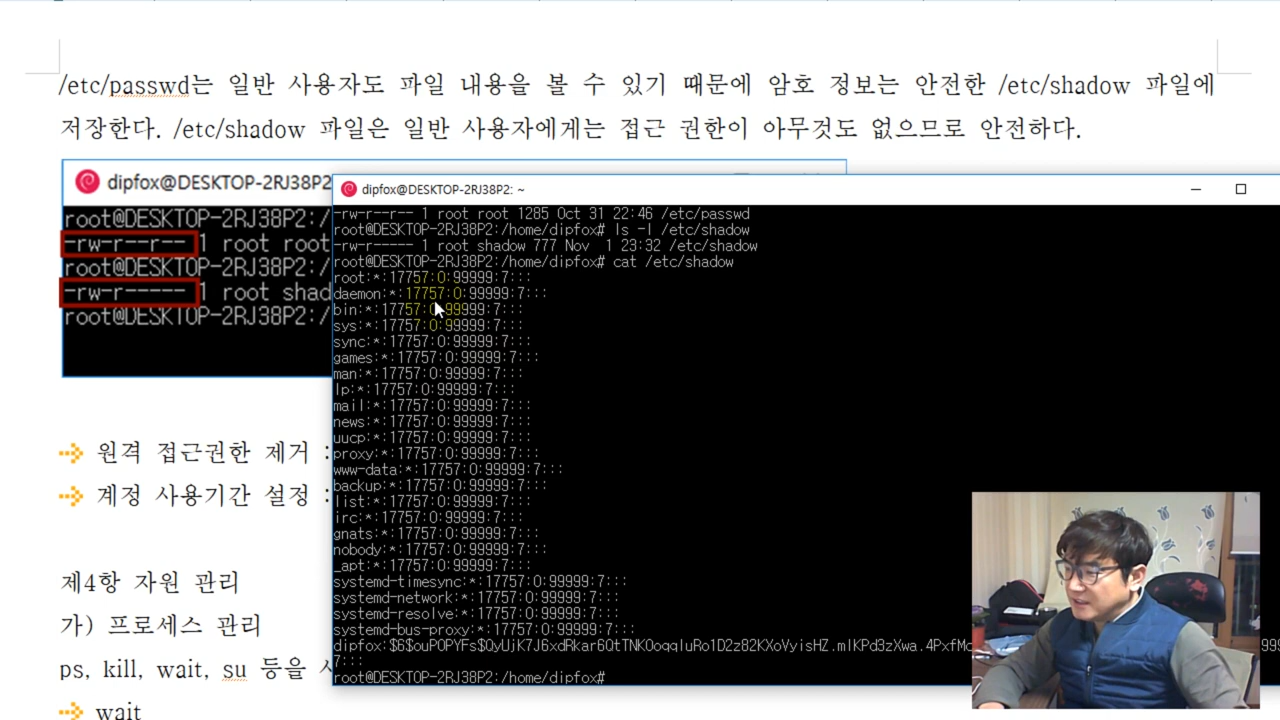 /etc/passwd는 일반 사용자도 파일 내용을 볼 수 있기 때문에 암호 정보는 안전한 /etc/shadow 파일에
저장한다. /etc/shadow 파일은 일반 사용자에게는 접근 권한이 아무것도 없으므로 안전하다.
dipfox@DESKTOP-2RJ38P2
root@DESKTOP-2RJ38P2:/
-rw-r--r-- 1 root root
root@DESKTOP-2RJ38P2:/
-rw-r----- 1 root shad
root@DESKTOP-2RJ38P2:/
dipfox@DESKTOP-2RJ38P2: ~
-rw-r--r-- 1 root root 1285 Oct 31 22:46 /etc/passwd
root@DESKTOP-2RJ38P2:/home/dipfox# ls -l /etc/shadow
-rw-r----- 1 root shadow 777 Nov  1 23:32 /etc/shadow
root@DESKTOP-2RJ38P2:/home/dipfox# cat /etc/shadow
root:*:17757:0:99999:7:::
daemon:*:17757:0:99999:7:::
bin:*:17757:0:99999:7:::
sys:*:17757:0:99999:7:::
sync:*:17757:0:99999:7:::
games:*:17757:0:99999:7:::
man:*:17757:0:99999:7:::
lp:*:17757:0:99999:7:::
mail:*:17757:0:99999:7:::
news:*:17757:0:99999:7:::
uucp:*:17757:0:99999:7:::
proxy:*:17757:0:99999:7:::
www-data:*:17757:0:99999:7:::
backup:*:17757:0:99999:7:::
list:*:17757:0:99999:7:::
irc:*:17757:0:99999:7:::
gnats:*:17757:0:99999:7:::
nobody:*:17757:0:99999:7:::
_apt:*:17757:0:99999:7:::
systemd-timesync:*:17757:0:99999:7:::
systemd-network:*:17757:0:99999:7:::
systemd-resolve:*:17757:0:99999:7:::
systemd-bus-proxy:*:17757:0:99999:7:::
dipfox:$6$ouPOPYFs$QyUjK7J6xdRkar6QtTNKOoqqluRo1D2z82KXoVyisHZ.mlKPd3zXwa.4PxfMc
7:::
root@DESKTOP-2RJ38P2:/home/dipfox#
원격 접근권한 제거 :
계정 사용기간 설정 :
제4항 자원 관리
가) 프로세스 관리
ps, kill, wait, su 등을
wait